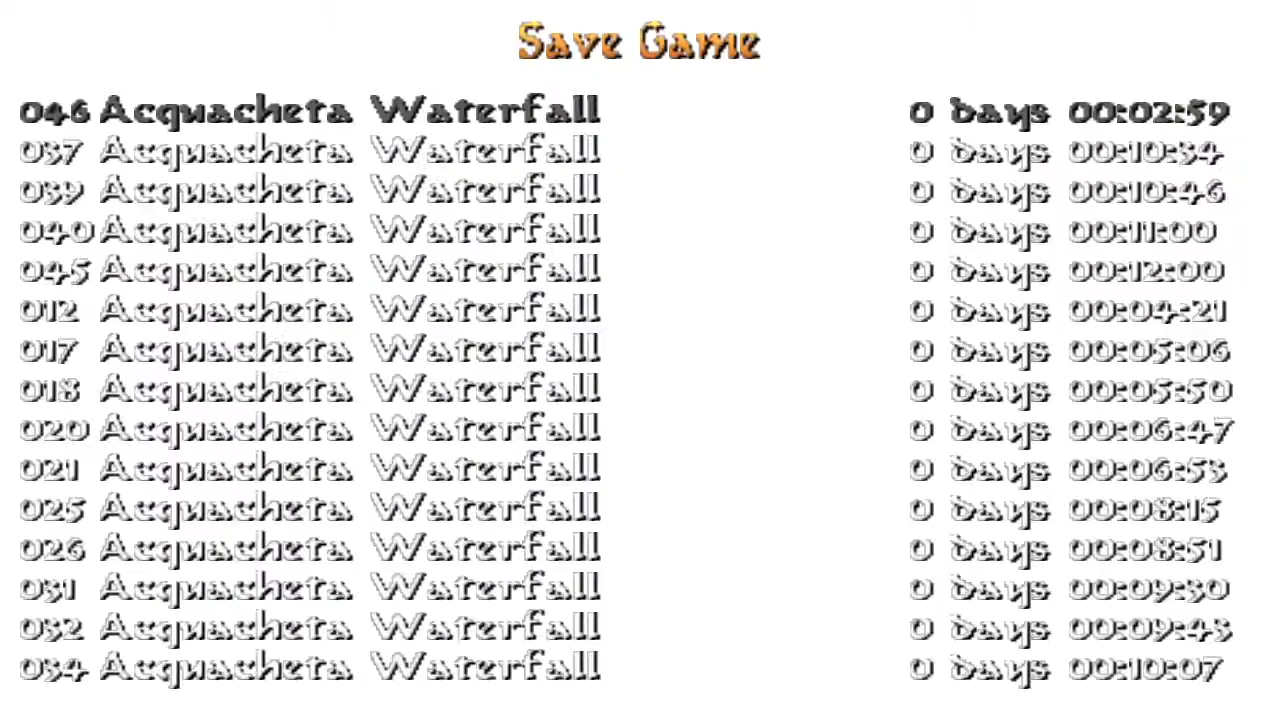 Save Game
046 Acquacheta Waterfall 0 days 00:02:59
037 Acquacheta Waterfall 0 days 00:10:34
039 Acquacheta Waterfall 0 days 00:10:46
040 Acquacheta Waterfall 0 days 00:11:00
045 Acquacheta Waterfall 0 days 00:12:00
012 Acquacheta Waterfall 0 days 00:04:21
017 Acquacheta Waterfall 0 days 00:05:06
018 Acquacheta Waterfall 0 days 00:05:50
020 Acquacheta Waterfall 0 days 00:06:47
021 Acquacheta Waterfall 0 days 00:06:53
025 Acquacheta Waterfall 0 days 00:08:15
026 Acquacheta Waterfall 0 days 00:08:51
031 Acquacheta Waterfall 0 days 00:09:30
032 Acquacheta Waterfall 0 days 00:09:43
034 Acquacheta Waterfall 0 days 00:10:07